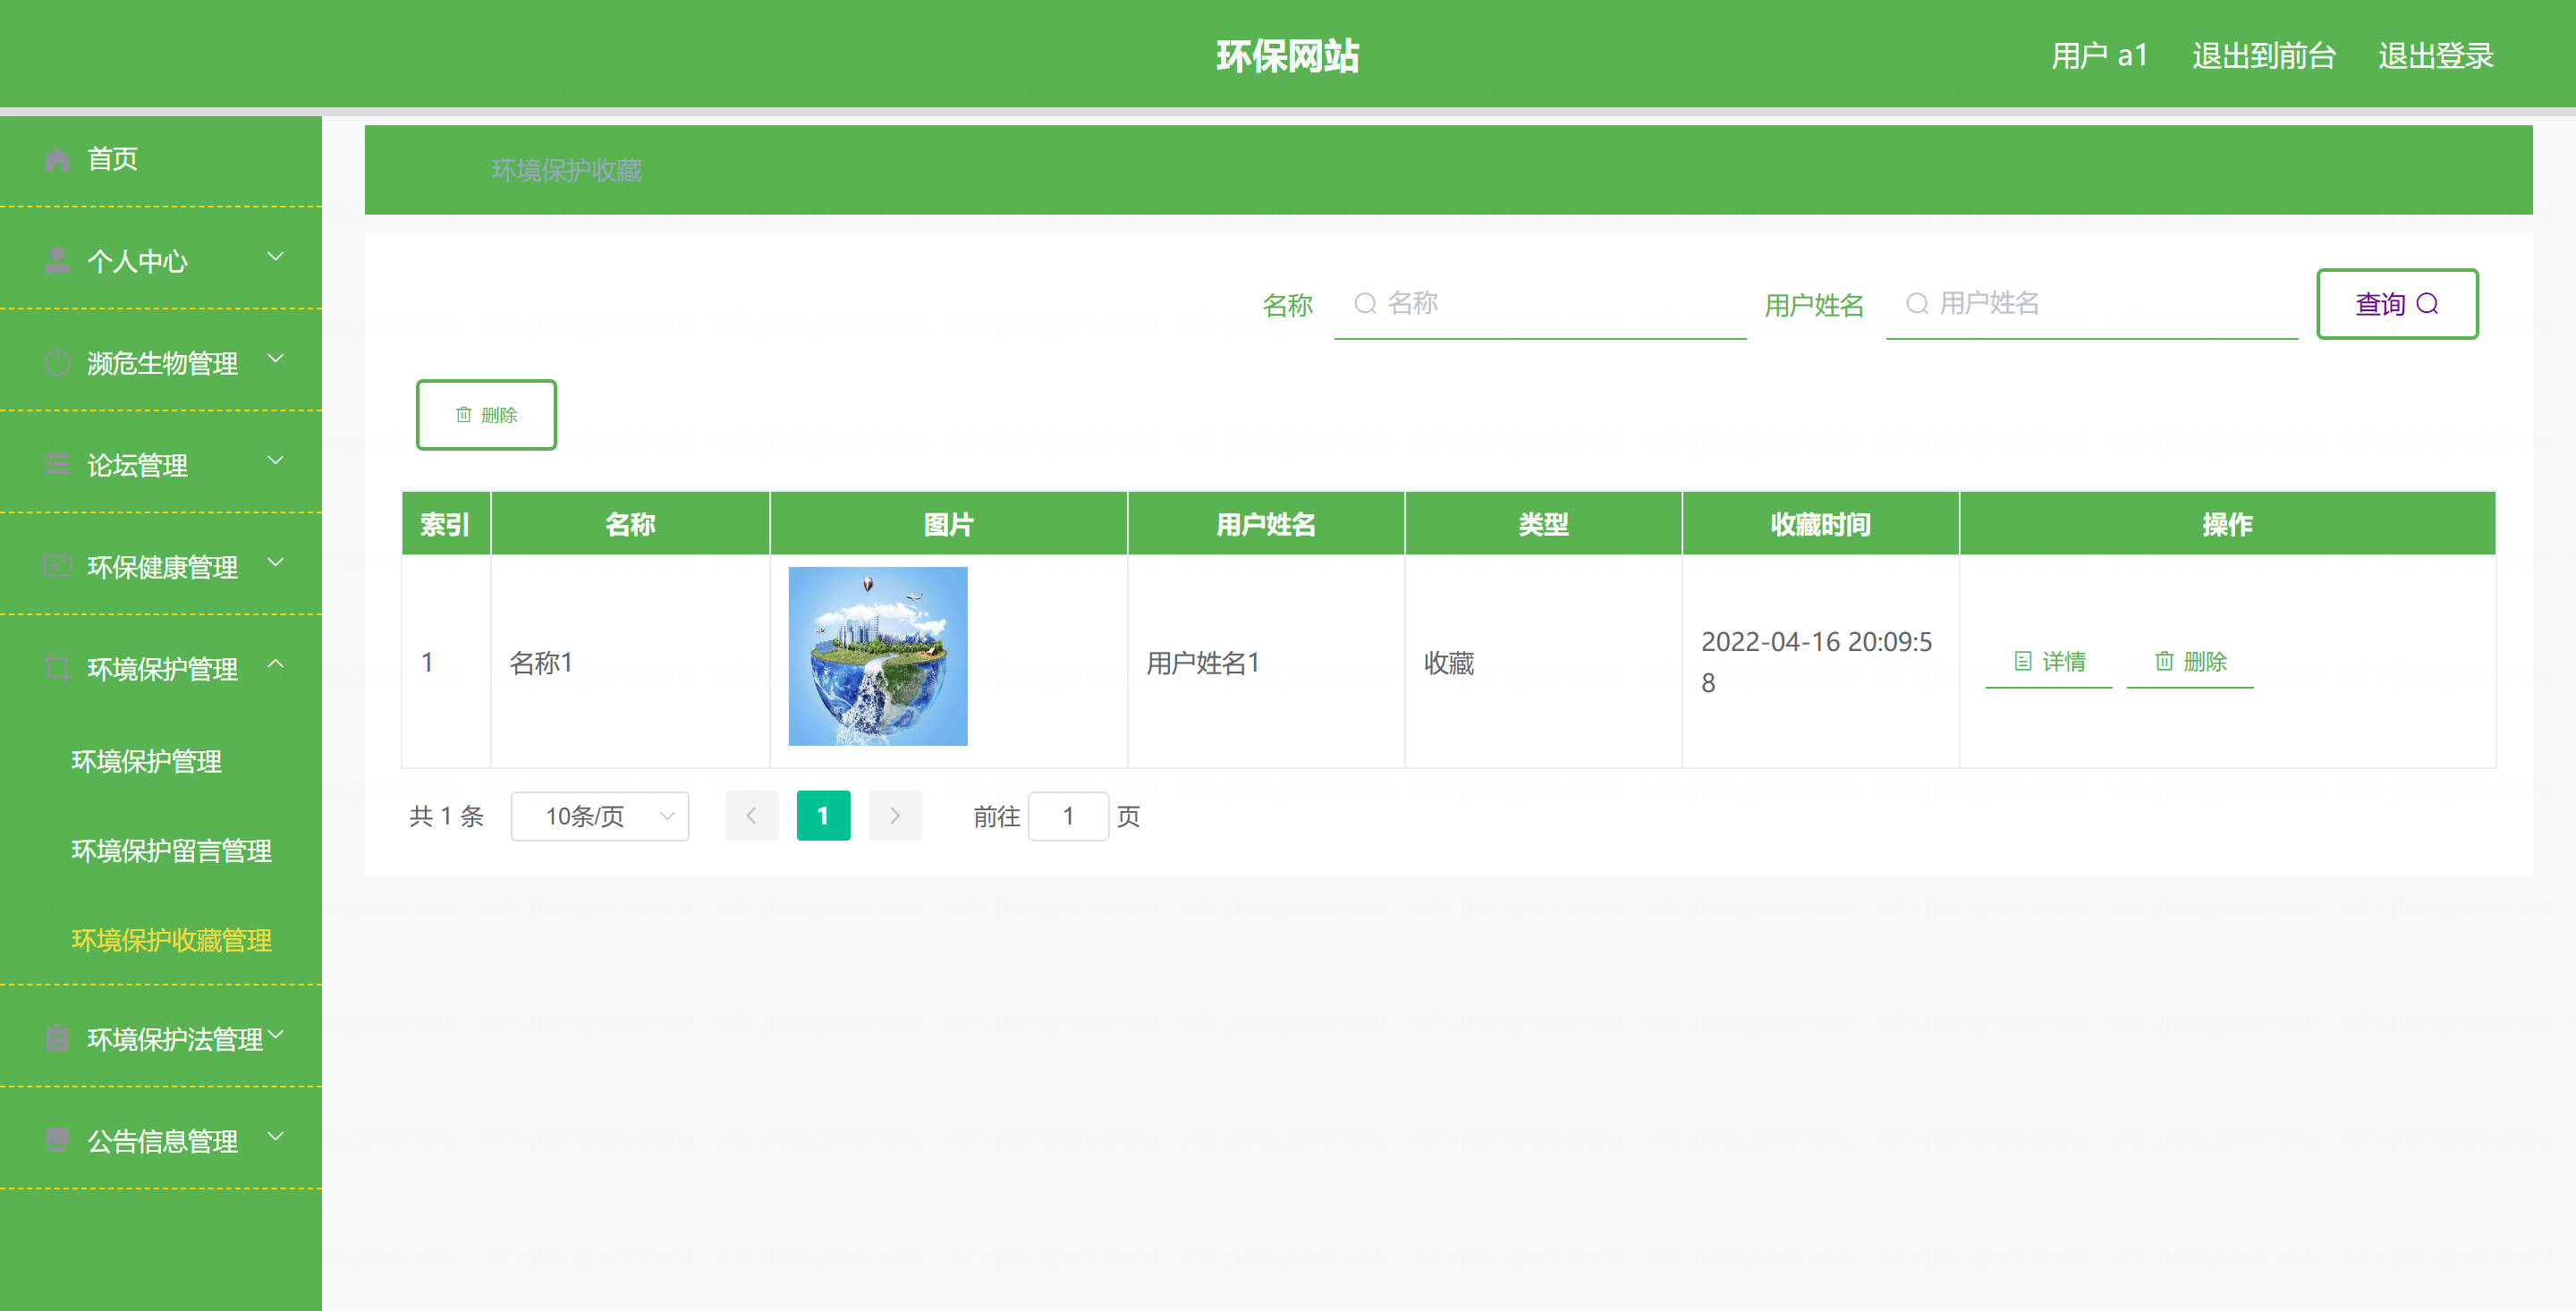 环保网站
用户 a1 退出到前台 退出登录
首页
个人中心
濒危生物管理
论坛管理
环保健康管理
环境保护管理
环境保护管理
环境保护留言管理
环境保护收藏管理
环境保护法管理
公告信息管理
环境保护收藏
名称 名称 用户姓名 用户姓名 查询
删除
索引 名称 图片 用户姓名 类型 收藏时间 操作
1 名称1 用户姓名1 收藏 2022-04-16 20:09:5
8 详情 删除
共 1 条 10条/页 1 前往 1 页